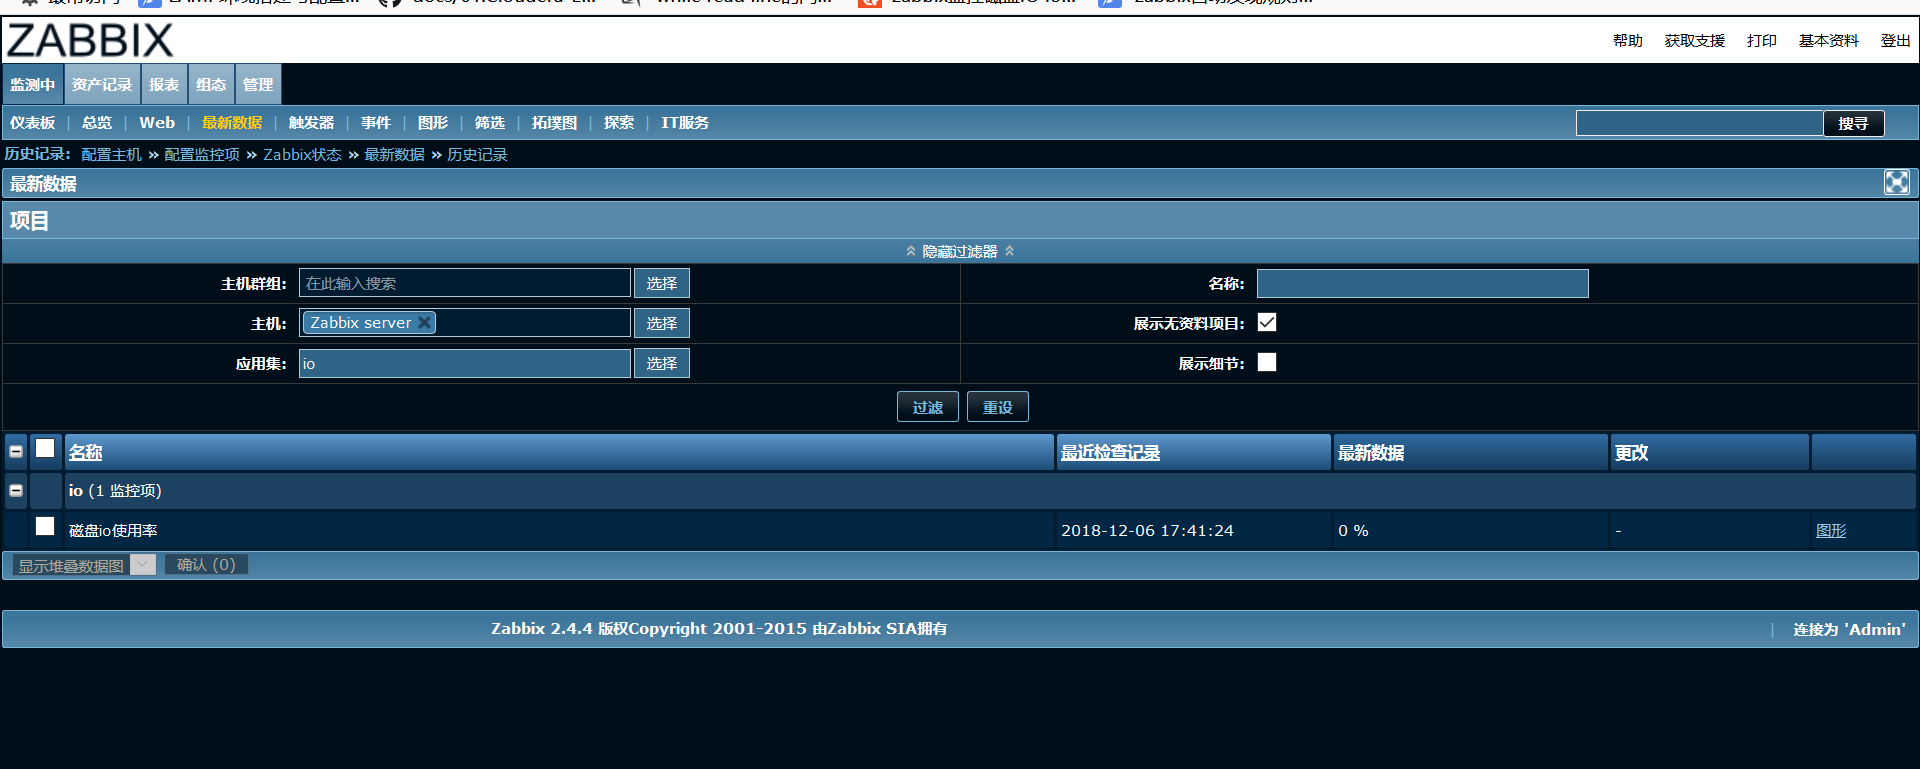 ZABBIX
帮助 获取支援 打印 基本资料 登出
监测中 资产记录 报表 组态 管理
仪表板 | 总览 | Web | 最新数据 | 触发器 | 事件 | 图形 | 筛选 | 拓墣图 | 探索 | IT服务
搜寻
历史记录: 配置主机 » 配置监控项 » Zabbix状态 » 最新数据 » 历史记录
最新数据
项目
隐藏过滤器
主机群组: 在此输入搜索 选择 名称:
主机: Zabbix server 选择 展示无资料项目:
应用集: io 选择 展示细节:
过滤 重设
名称 最近检查记录 最新数据 更改
io (1 监控项)
磁盘io使用率 2018-12-06 17:41:24 0 % - 图形
显示堆叠数据图 确认 (0)
Zabbix 2.4.4 版权Copyright 2001-2015 由Zabbix SIA拥有 | 连接为 'Admin'